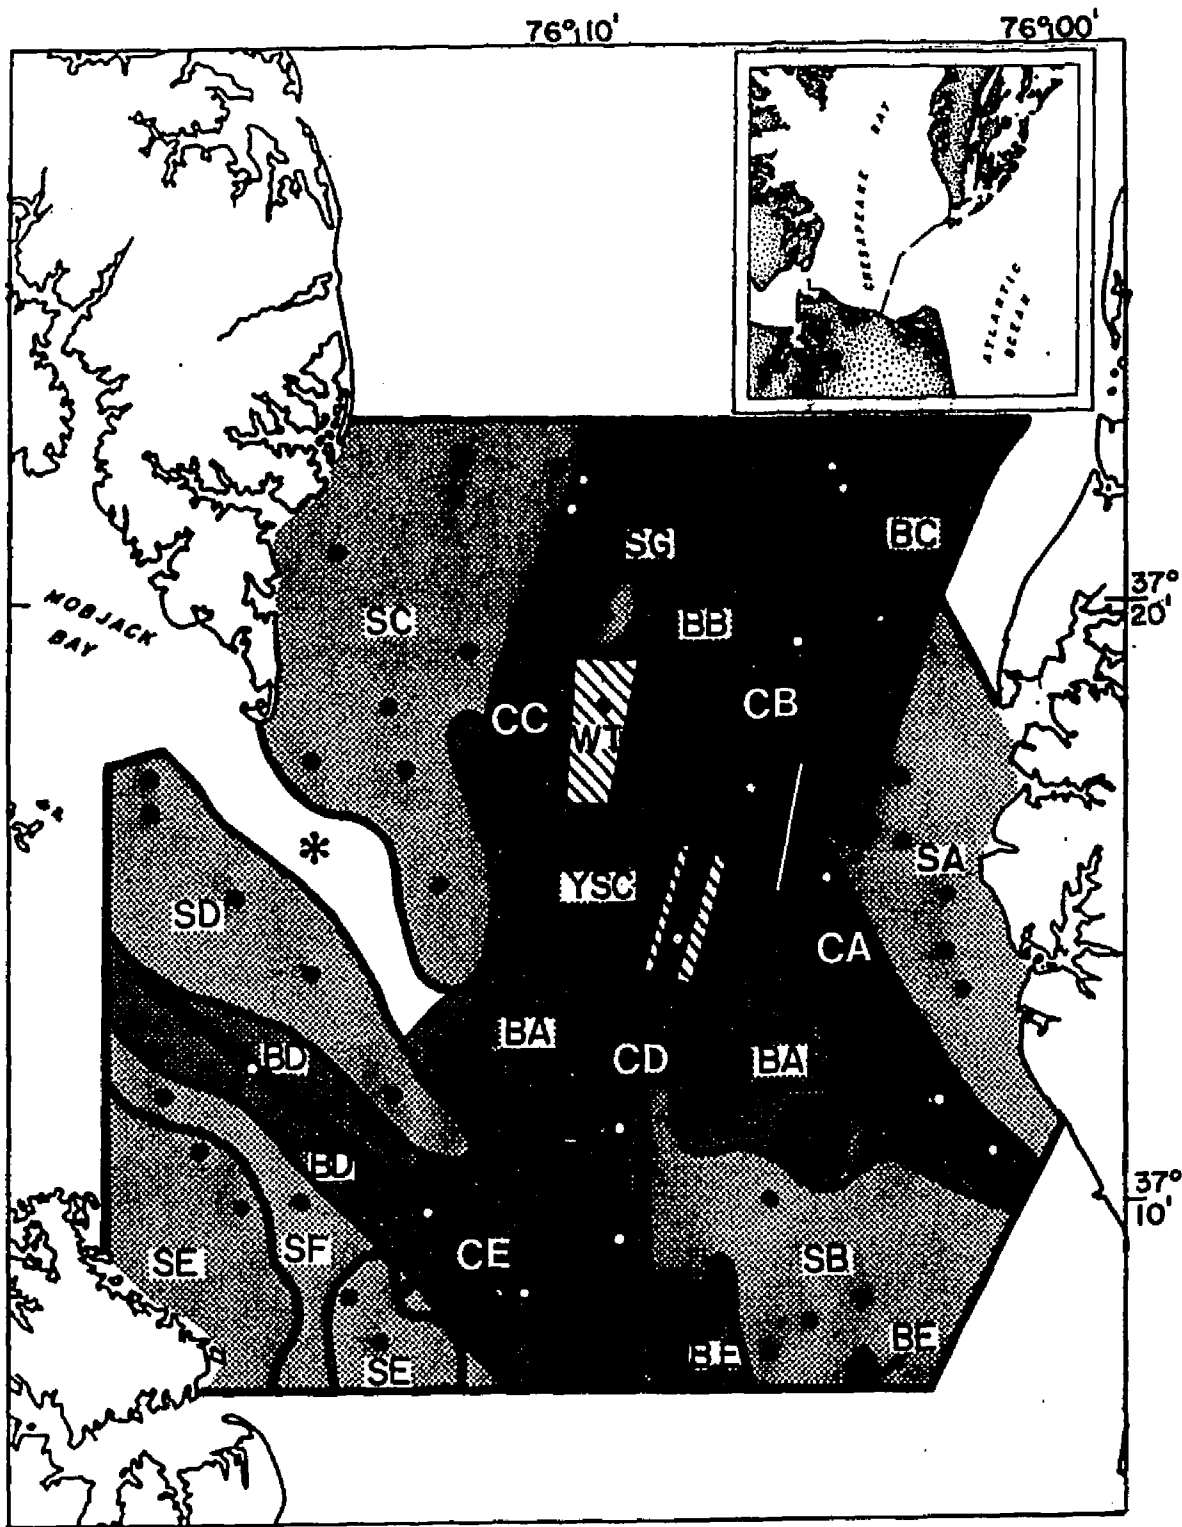 76° 10'
76° 00'
CHESAPEAKE BAY
ATLANTIC
OCEAN
SG
BC
37°
20'
MOBJACK
BAY
SC
BB
CC
CB
WT
*
YSC
SA
SD
CA
BA
CD
BA
BD
BD
37°
10'
SE
SF
CE
SB
BE
BE
SE